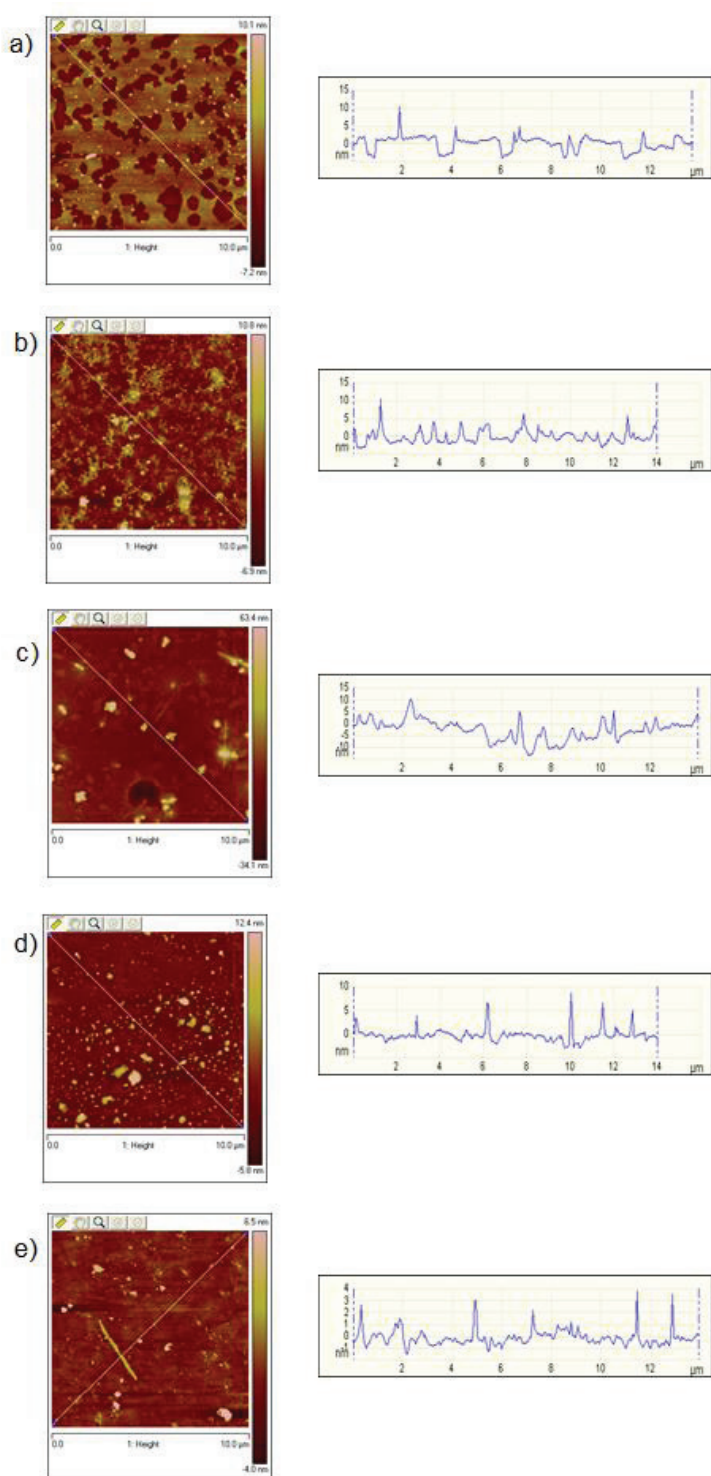 a)
10.1 nm
0.0 1: Height 10.0 µm
-7.2 nm
15
10
5
0
nm
2 4 6 8 10 12 µm
b)
10.8 nm
0.0 1: Height 10.0 µm
-6.9 nm
15
10
5
0
nm
2 4 6 8 10 12 14 µm
c)
63.4 nm
0.0 1: Height 10.0 µm
-34.1 nm
15
10
5
0
-5
-10
nm
2 4 6 8 10 12 µm
d)
12.4 nm
0.0 1: Height 10.0 µm
-5.8 nm
10
5
0
nm
2 4 6 8 10 12 14 µm
e)
6.5 nm
0.0 1: Height 10.0 µm
-4.0 nm
4
3
2
1
0
-1
nm
2 4 6 8 10 12 µm